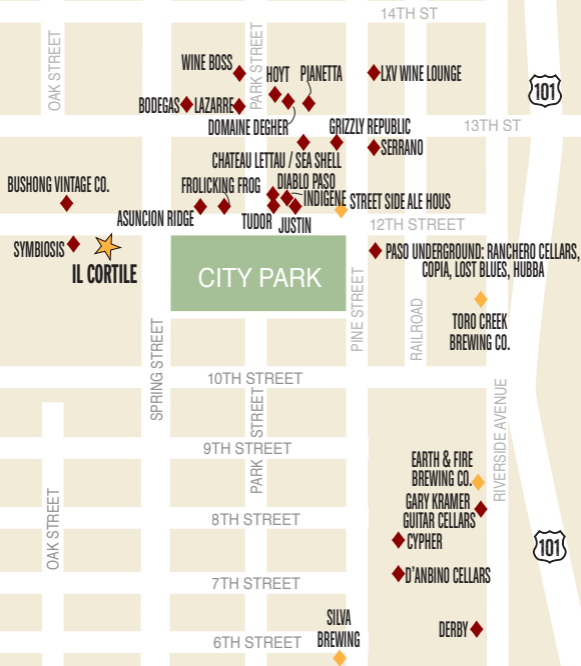 14TH ST
OAK STREET
PARK STREET
WINE BOSS
HOYT
PIANETTA
LXV WINE LOUNGE
101
BODEGAS
LAZARRE
DOMAINE DEGHER
GRIZZLY REPUBLIC
13TH ST
SERRANO
CHATEAU LETTAU / SEA SHELL
BUSHONG VINTAGE CO.
FROLICKING FROG
DIABLO PASO
INDIGENE
STREET SIDE ALE HOUS
ASUNCION RIDGE
TUDOR
JUSTIN
12TH STREET
SYMBIOSIS
IL CORTILE
CITY PARK
PASO UNDERGROUND: RANCHERO CELLARS,
COPIA, LOST BLUES, HUBBA
PINE STREET
RAILROAD
TORO CREEK
BREWING CO.
SPRING STREET
10TH STREET
PARK STREET
RIVERSIDE AVENUE
9TH STREET
EARTH & FIRE
BREWING CO.
OAK STREET
GARY KRAMER
GUITAR CELLARS
8TH STREET
CYPHER
101
7TH STREET
D'ANBINO CELLARS
SILVA
BREWING
6TH STREET
DERBY